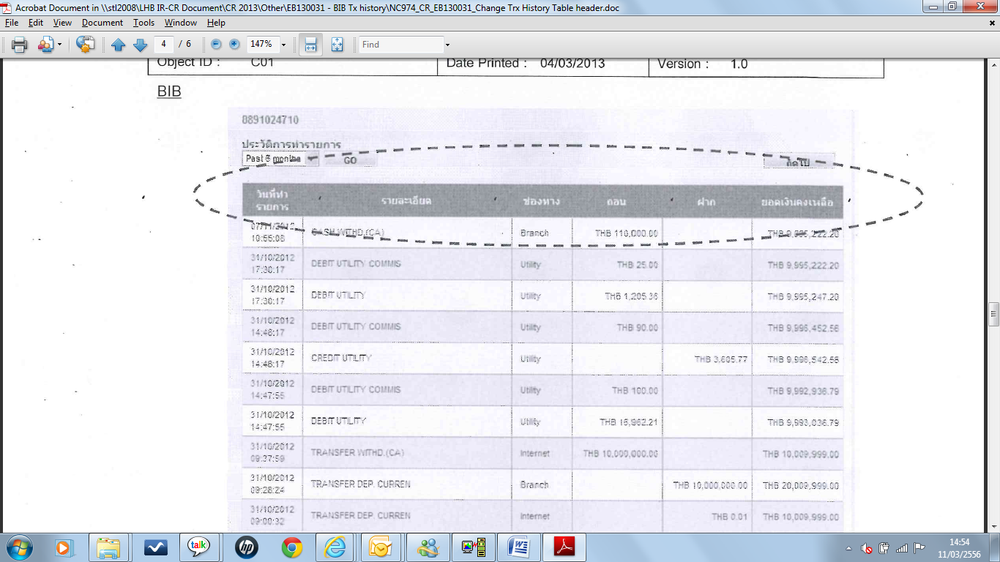 Acrobat Document in \\stl2008\LHB IR-CR Document\CR 2013\Other\EB130031 - BIB Tx history\NC974_CR_EB130031_Change Trx History Table header.doc
File Edit View Document Tools Window Help
4 / 6 147% Find
Object ID : C01 Date Printed : 04/03/2013 Version : 1.0
BIB
8891024710
ประวัติการทำรายการ
Past 6 months GO ถัดไป
วันที่ทำ
รายการ รายละเอียด ช่องทาง ถอน ฝาก ยอดเงินคงเหลือ
10:55:08 CASH WITHD.(CA) Branch THB 110,000.00
31/10/2012
17:30:17 DEBIT UTILITY COMMIS Utility THB 25.00 THB 9,995,222.20
31/10/2012
17:30:17 DEBIT UTILITY Utility THB 1,205.36 THB 9,995,247.20
31/10/2012
14:48:17 DEBIT UTILITY COMMIS Utility THB 90.00 THB 9,996,452.56
31/10/2012
14:48:17 CREDIT UTILITY Utility THB 3,605.77 THB 9,996,542.56
31/10/2012
14:47:55 DEBIT UTILITY COMMIS Utility THB 100.00 THB 9,992,936.79
31/10/2012
14:47:55 DEBIT UTILITY Utility THB 16,962.21 THB 9,993,036.79
31/10/2012
09:37:59 TRANSFER WITHD.(CA) Internet THB 10,000,000.00 THB 10,009,999.00
31/10/2012
09:28:24 TRANSFER DEP. CURREN Branch THB 10,000,000.00 THB 20,009,999.00
31/10/2012
09:00:32 TRANSFER DEP. CURREN Internet THB 0.01 THB 10,009,999.00
talk hp
14:54
11/03/2556